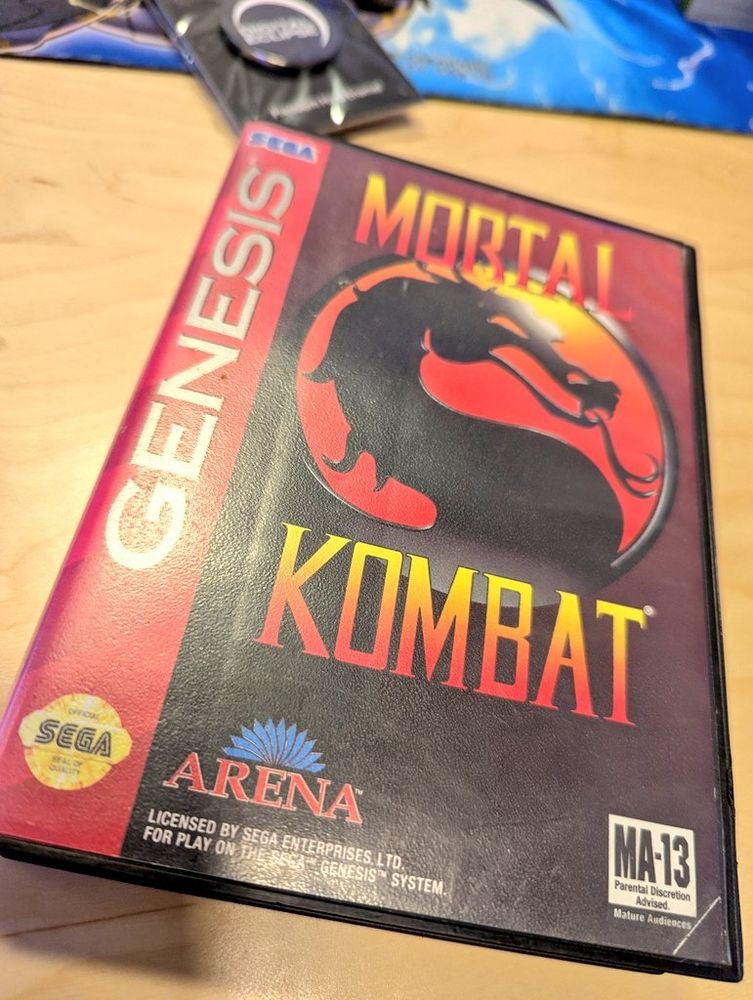 SEGA
GENESIS
MORTAL
KOMBAT®
OFFICIAL
SEGA
SEAL OF
QUALITY
ARENA™
LICENSED BY SEGA ENTERPRISES, LTD.
FOR PLAY ON THE SEGA™ GENESIS™ SYSTEM.
MA-13
Parental Discretion
Advised.
Mature Audiences